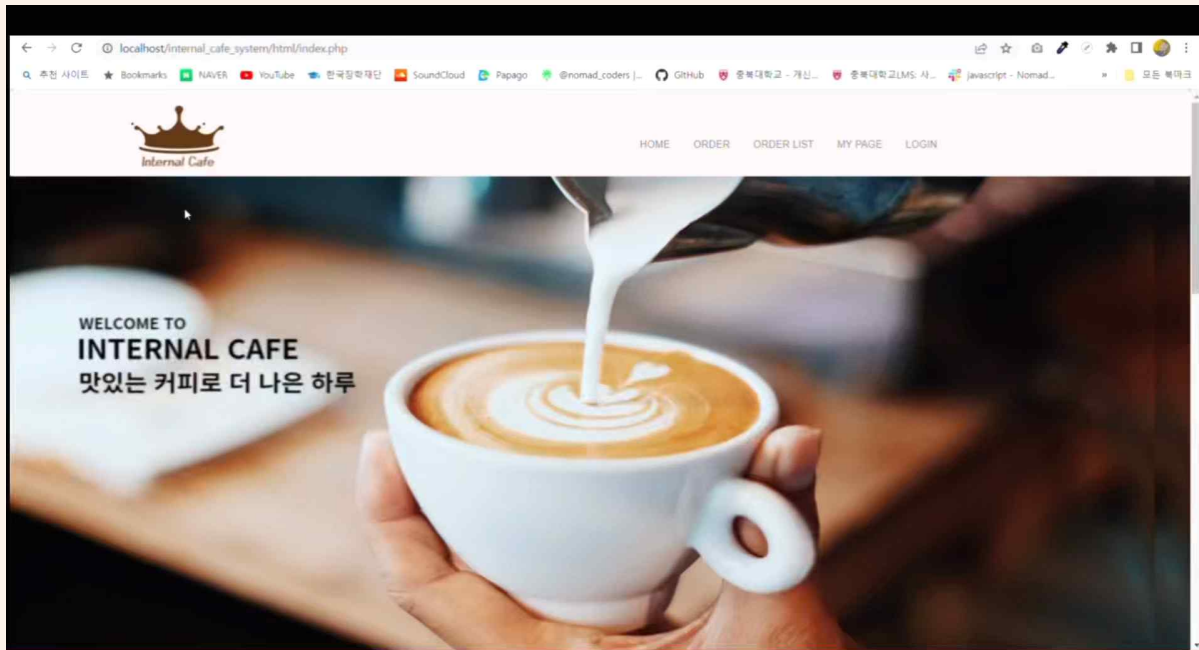 localhost/internal_cafe_system/html/index.php
추천 사이트 Bookmarks NAVER YouTube 한국장학재단 SoundCloud Papago @nomad_coders |... GitHub 충북대학교 - 개신... 충북대학교LMS: 사... javascript - Nomad... » 모든 북마크
Internal Cafe
HOME ORDER ORDER LIST MY PAGE LOGIN
WELCOME TO
INTERNAL CAFE
맛있는 커피로 더 나은 하루